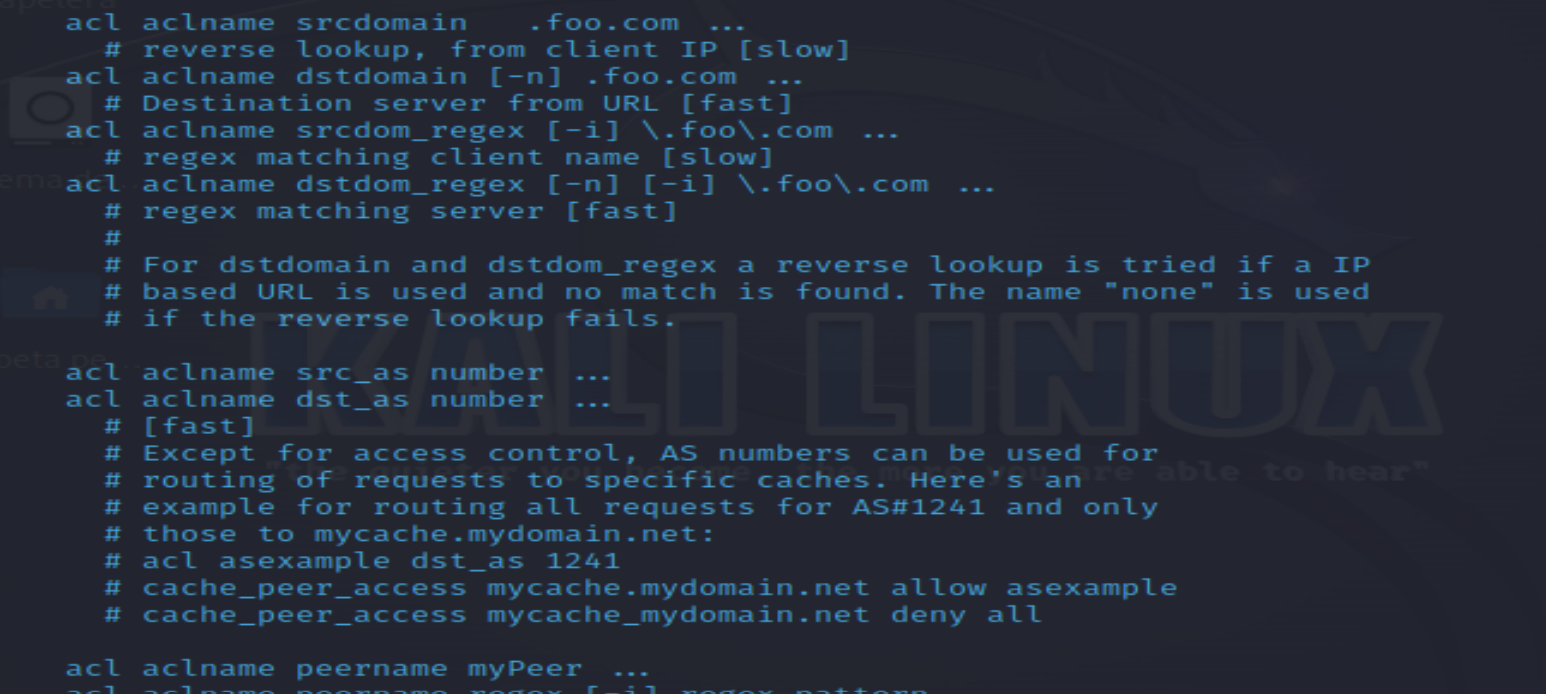 acl aclname srcdomain   .foo.com ...
# reverse lookup, from client IP [slow]
acl aclname dstdomain [-n] .foo.com ...
# Destination server from URL [fast]
acl aclname srcdom_regex [-i] \.foo\.com ...
# regex matching client name [slow]
acl aclname dstdom_regex [-n] [-i] \.foo\.com ...
# regex matching server [fast]
#
# For dstdomain and dstdom_regex a reverse lookup is tried if a IP
# based URL is used and no match is found. The name "none" is used
# if the reverse lookup fails.
KALI LINUX
acl aclname src_as number ...
acl aclname dst_as number ...
# [fast]
# Except for access control, AS numbers can be used for
"the quieter you become, the more you are able to hear"
# routing of requests to specific caches. Here's an
# example for routing all requests for AS#1241 and only
# those to mycache.mydomain.net:
# acl asexample dst_as 1241
# cache_peer_access mycache.mydomain.net allow asexample
# cache_peer_access mycache_mydomain.net deny all
acl aclname peername myPeer ...
acl aclname peername_regex [-i] regex-pattern